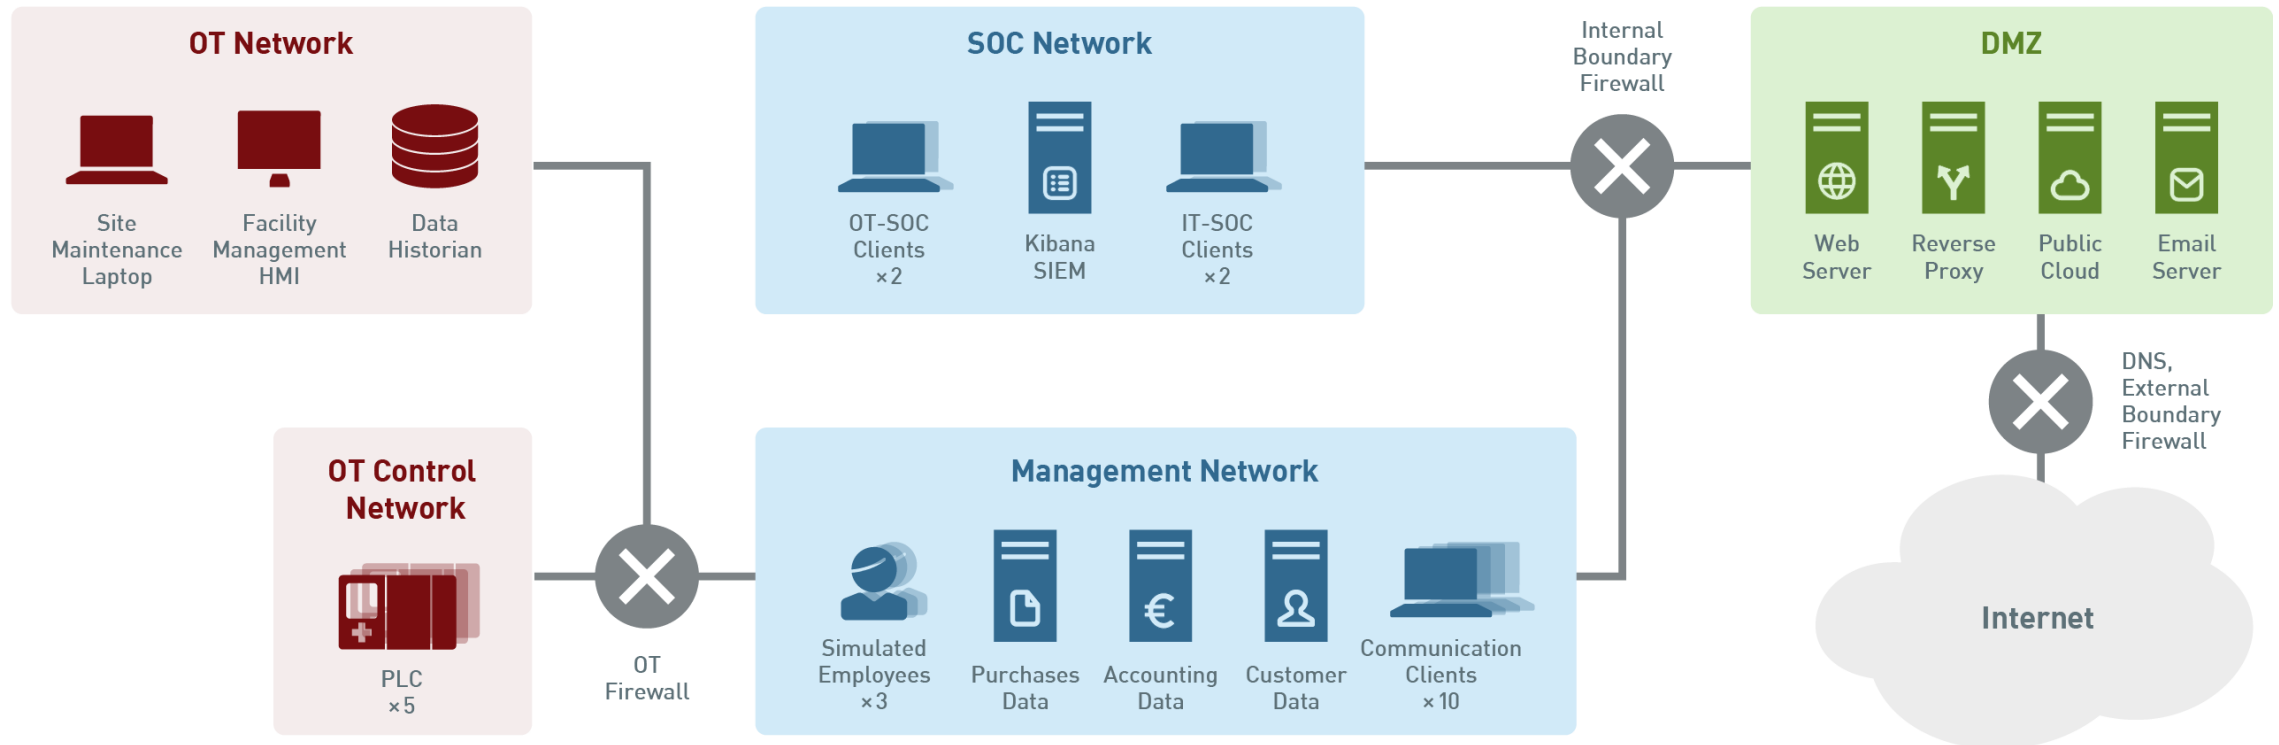 OT Network
Site
Maintenance
Laptop
Facility
Management
HMI
Data
Historian
SOC Network
OT-SOC
Clients
×2
Kibana
SIEM
IT-SOC
Clients
×2
Internal
Boundary
Firewall
DMZ
Web
Server
Reverse
Proxy
Public
Cloud
Email
Server
DNS,
External
Boundary
Firewall
OT Control
Network
PLC
×5
OT
Firewall
Management Network
Simulated
Employees
×3
Purchases
Data
€
Accounting
Data
Customer
Data
Communication
Clients
×10
Internet